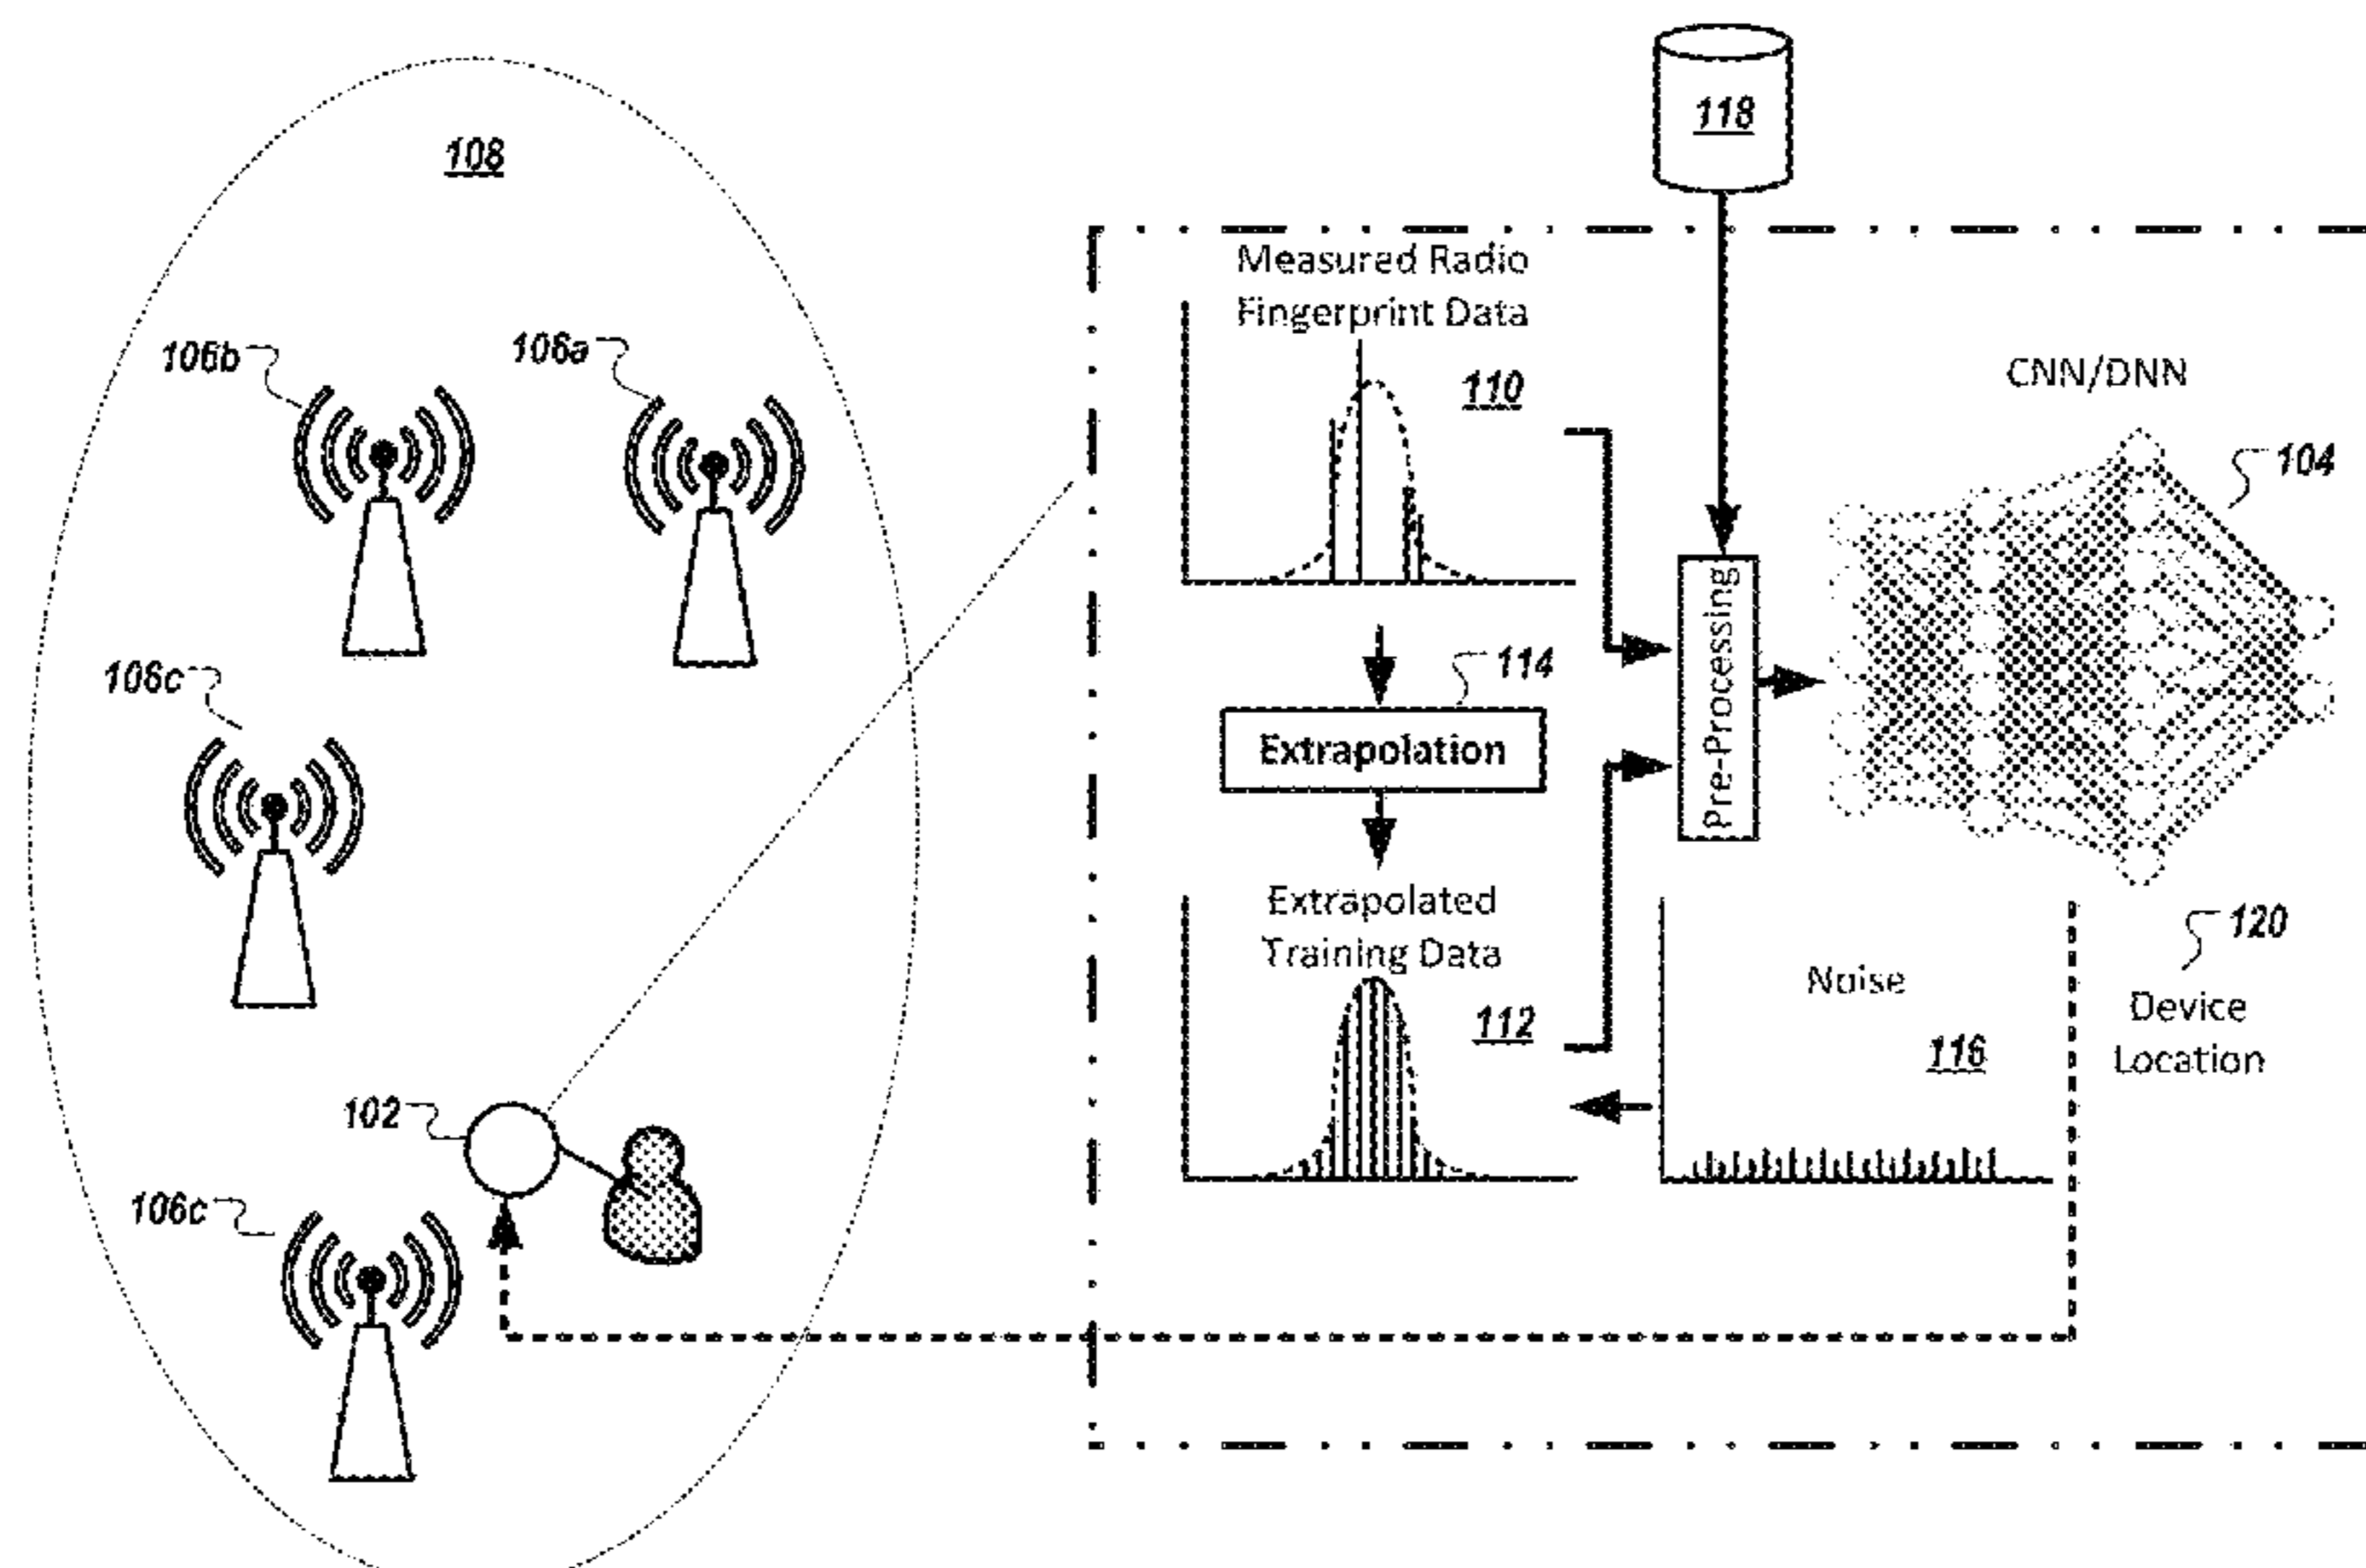 108
106b
106a
106c
102
106c
118
Measured Radio
Fingerprint Data
110
114
Extrapolation
Extrapolated
Training Data
112
Pre-Processing
CNN/DNN
104
Noise
116
120
Device
Location